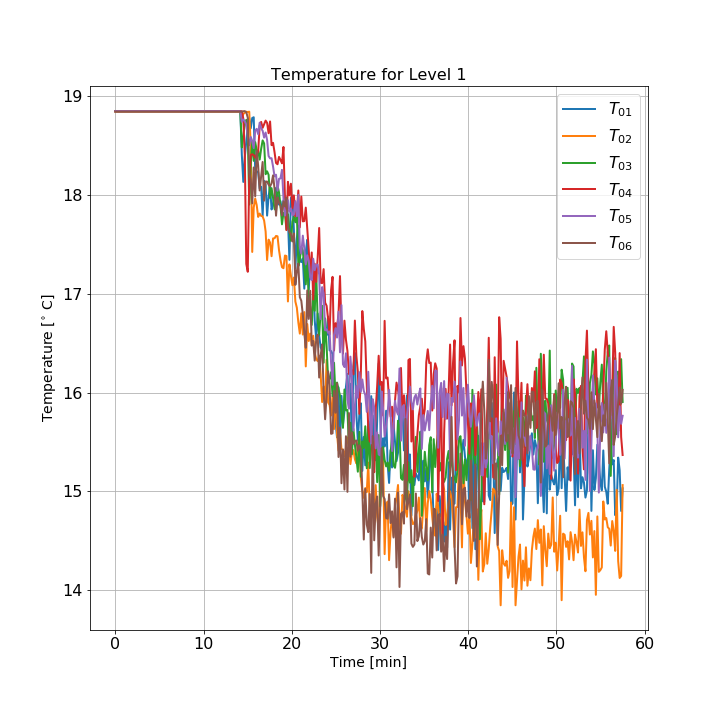 Temperature for Level 1
Temperature [° C]
19
18
17
16
15
14
T01
T02
T03
T04
T05
T06
0 10 20 30 40 50 60
Time [min]